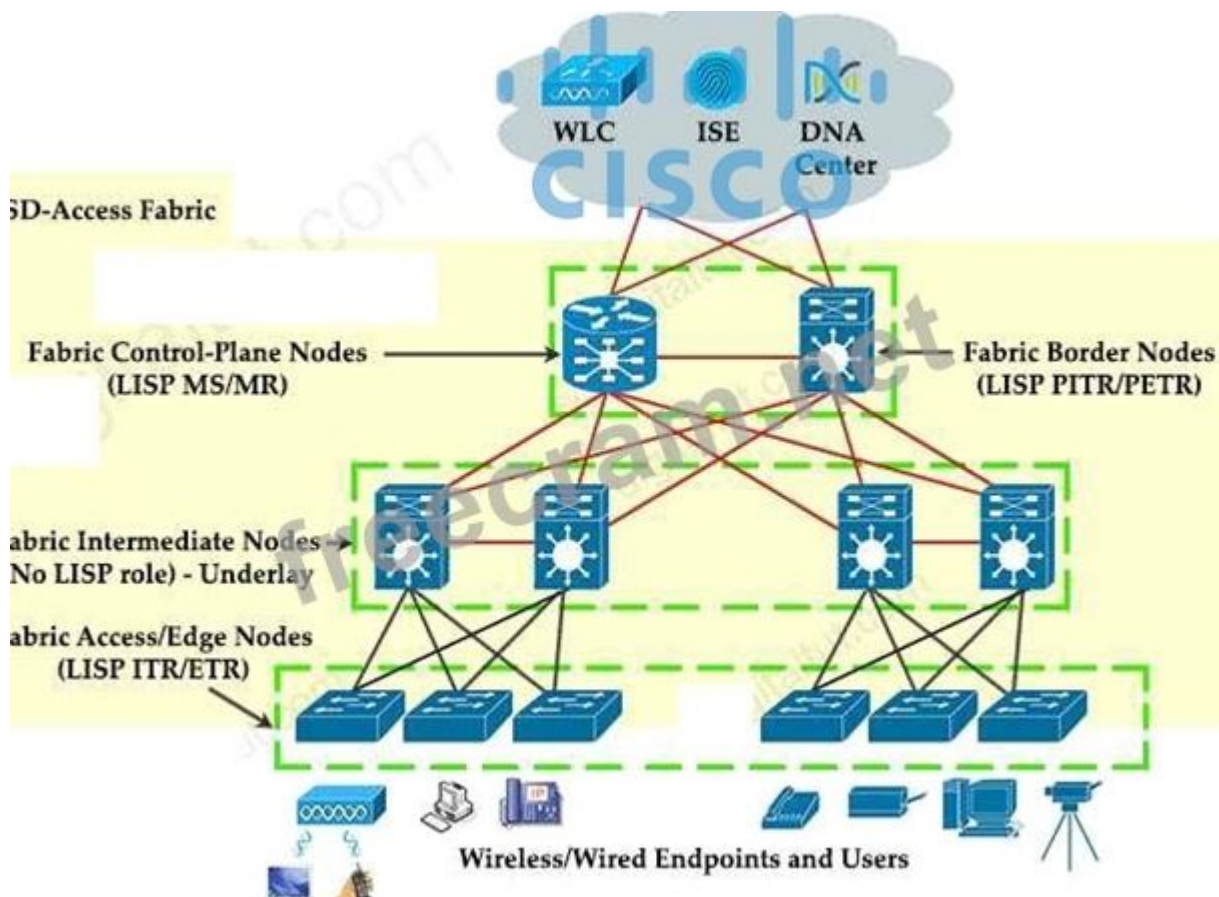 WLC
ISE
DNA
Center
CISCO
SD-Access Fabric
Fabric Control-Plane Nodes
(LISP MS/MR)
Fabric Border Nodes
(LISP PITR/PETR)
freecram.net
abric Intermediate Nodes
No LISP role) - Underlay
abric Access/Edge Nodes
(LISP ITR/ETR)
IP
Wireless/Wired Endpoints and Users